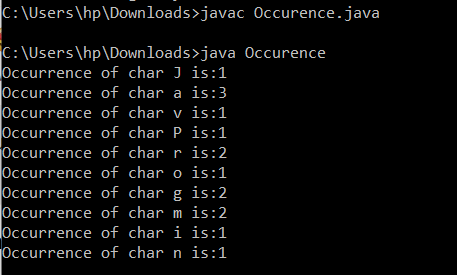 C:\Users\hp\Downloads>javac Occurence.java
C:\Users\hp\Downloads>java Occurence
Occurrence of char J is:1
Occurrence of char a is:3
Occurrence of char v is:1
Occurrence of char P is:1
Occurrence of char r is:2
Occurrence of char o is:1
Occurrence of char g is:2
Occurrence of char m is:2
Occurrence of char i is:1
Occurrence of char n is:1